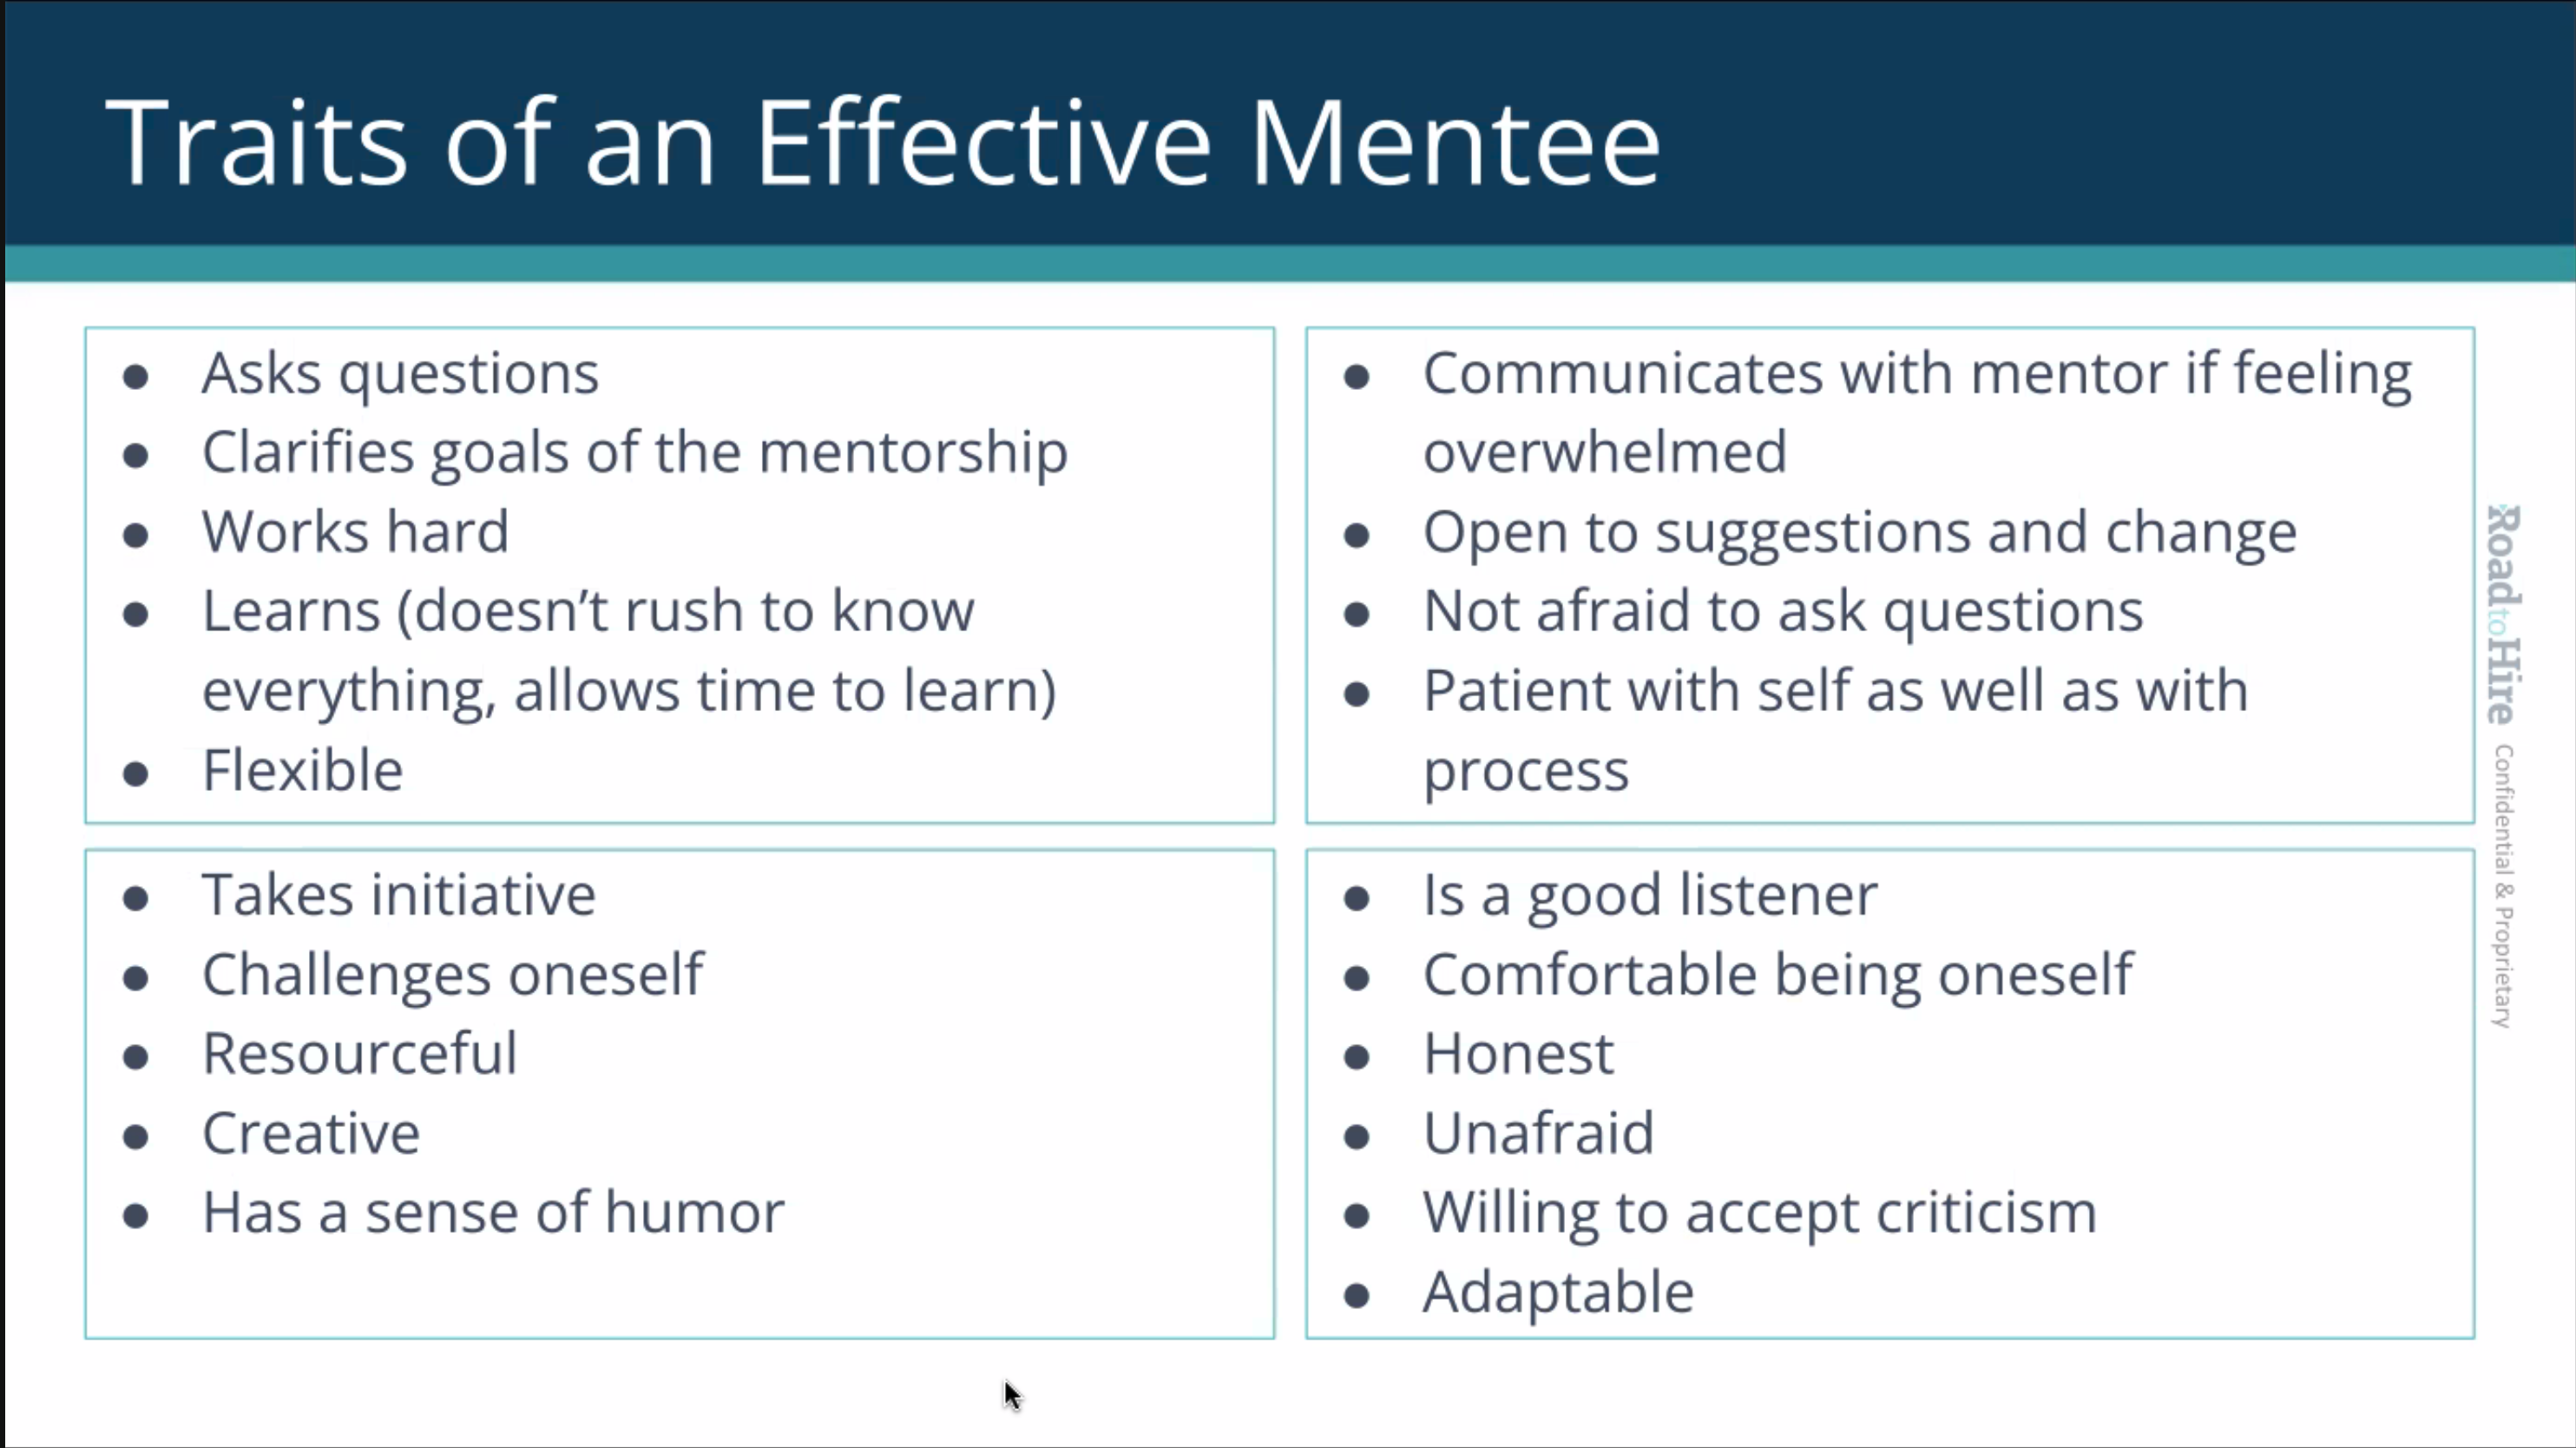 Traits of an Effective Mentee
● Asks questions
● Clarifies goals of the mentorship
● Works hard
● Learns (doesn’t rush to know
everything, allows time to learn)
● Flexible
● Communicates with mentor if feeling
overwhelmed
● Open to suggestions and change
● Not afraid to ask questions
● Patient with self as well as with
process
● Takes initiative
● Challenges oneself
● Resourceful
● Creative
● Has a sense of humor
● Is a good listener
● Comfortable being oneself
● Honest
● Unafraid
● Willing to accept criticism
● Adaptable
RoadtoHire Confidential & Proprietary